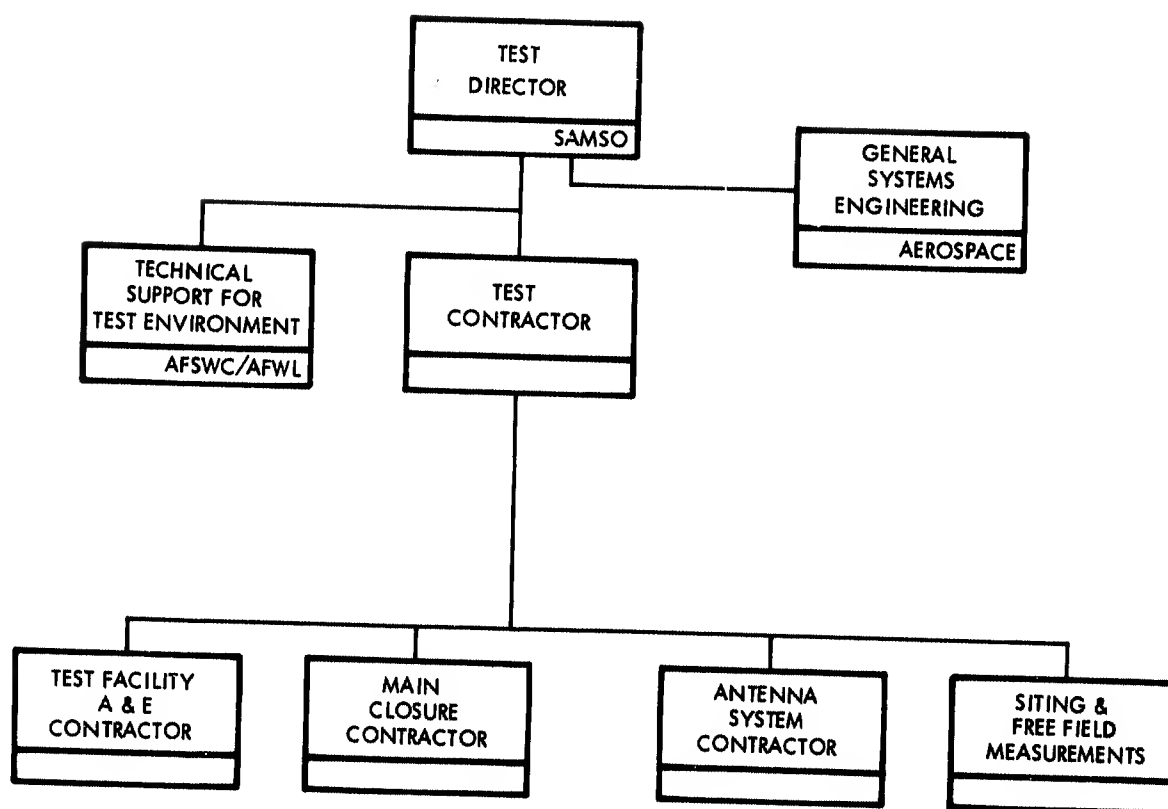 TEST
DIRECTOR
SAMSO
GENERAL
SYSTEMS
ENGINEERING
AEROSPACE
TECHNICAL
SUPPORT FOR
TEST ENVIRONMENT
AFSWC/AFWL
TEST
CONTRACTOR
TEST FACILITY
A & E
CONTRACTOR
MAIN
CLOSURE
CONTRACTOR
ANTENNA
SYSTEM
CONTRACTOR
SITING &
FREE FIELD
MEASUREMENTS